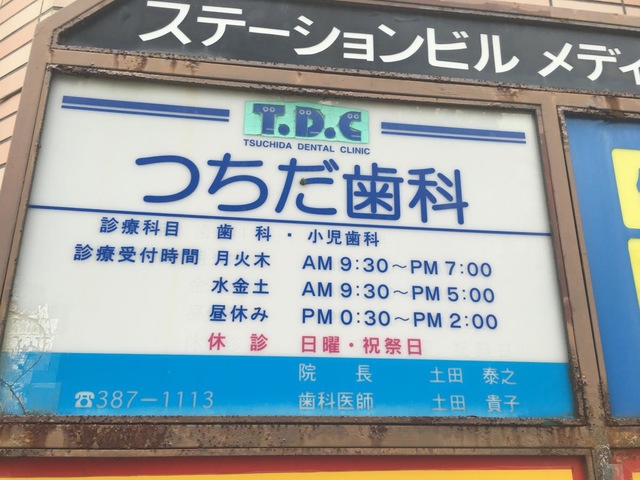 ステーションビル メディ
T.D.C
TSUCHIDA DENTAL CLINIC
つちだ歯科
診療科目 歯科・小児歯科
診療受付時間 月火木 AM 9:30～PM 7:00
水金土 AM 9:30～PM 5:00
昼休み PM 0:30～PM 2:00
休診 日曜・祝祭日
院長 土田 泰之
☎387-1113 歯科医師 土田 貴子